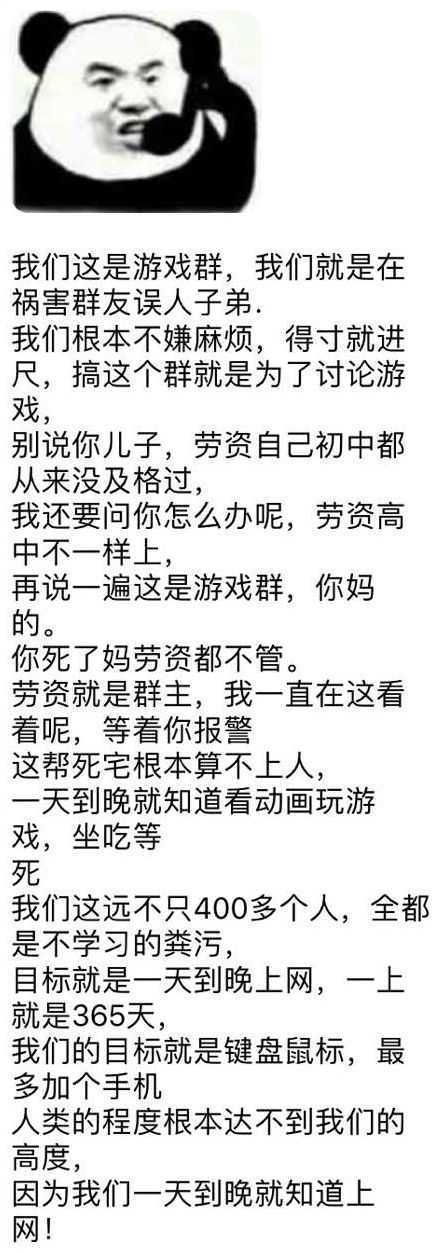 我们这是游戏群，我们就是在
祸害群友误人子弟.
我们根本不嫌麻烦，得寸就进
尺，搞这个群就是为了讨论游
戏，
别说你儿子，劳资自己初中都
从来没及格过，
我还要问你怎么办呢，劳资高
中不一样上，
再说一遍这是游戏群，你妈
的。
你死了妈劳资都不管。
劳资就是群主，我一直在这看
着呢，等着你报警
这帮死宅根本算不上人，
一天到晚就知道看动画玩游
戏，坐吃等
死
我们这远不只400多个人，全都
是不学习的粪污，
目标就是一天到晚上网，一上
就是365天，
我们的目标就是键盘鼠标，最
多加个手机
人类的程度根本达不到我们的
高度，
因为我们一天到晚就知道上
网！